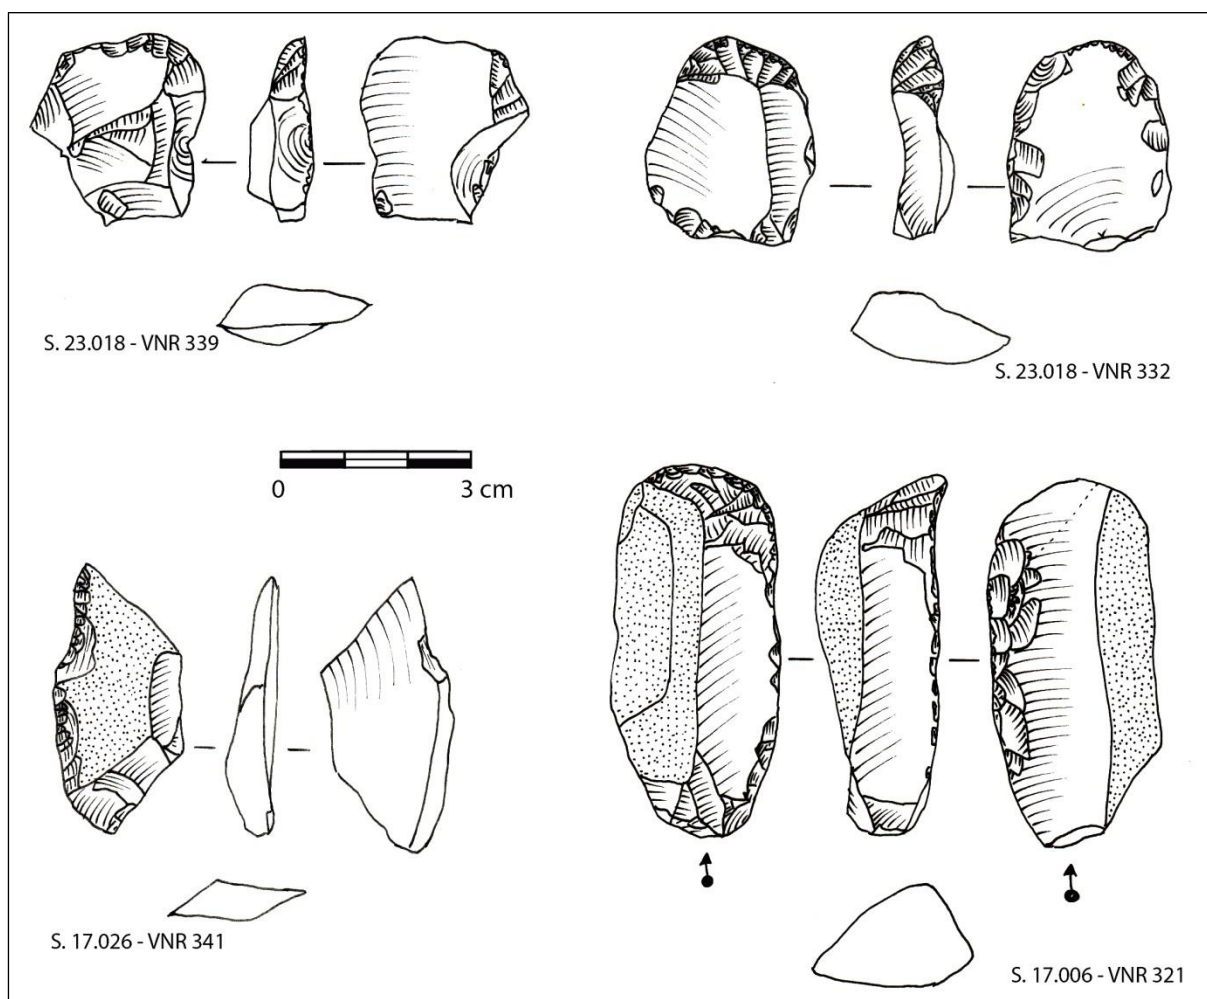 S. 23.018 - VNR 339
S. 23.018 - VNR 332
0 3 cm
S. 17.026 - VNR 341
S. 17.006 - VNR 321